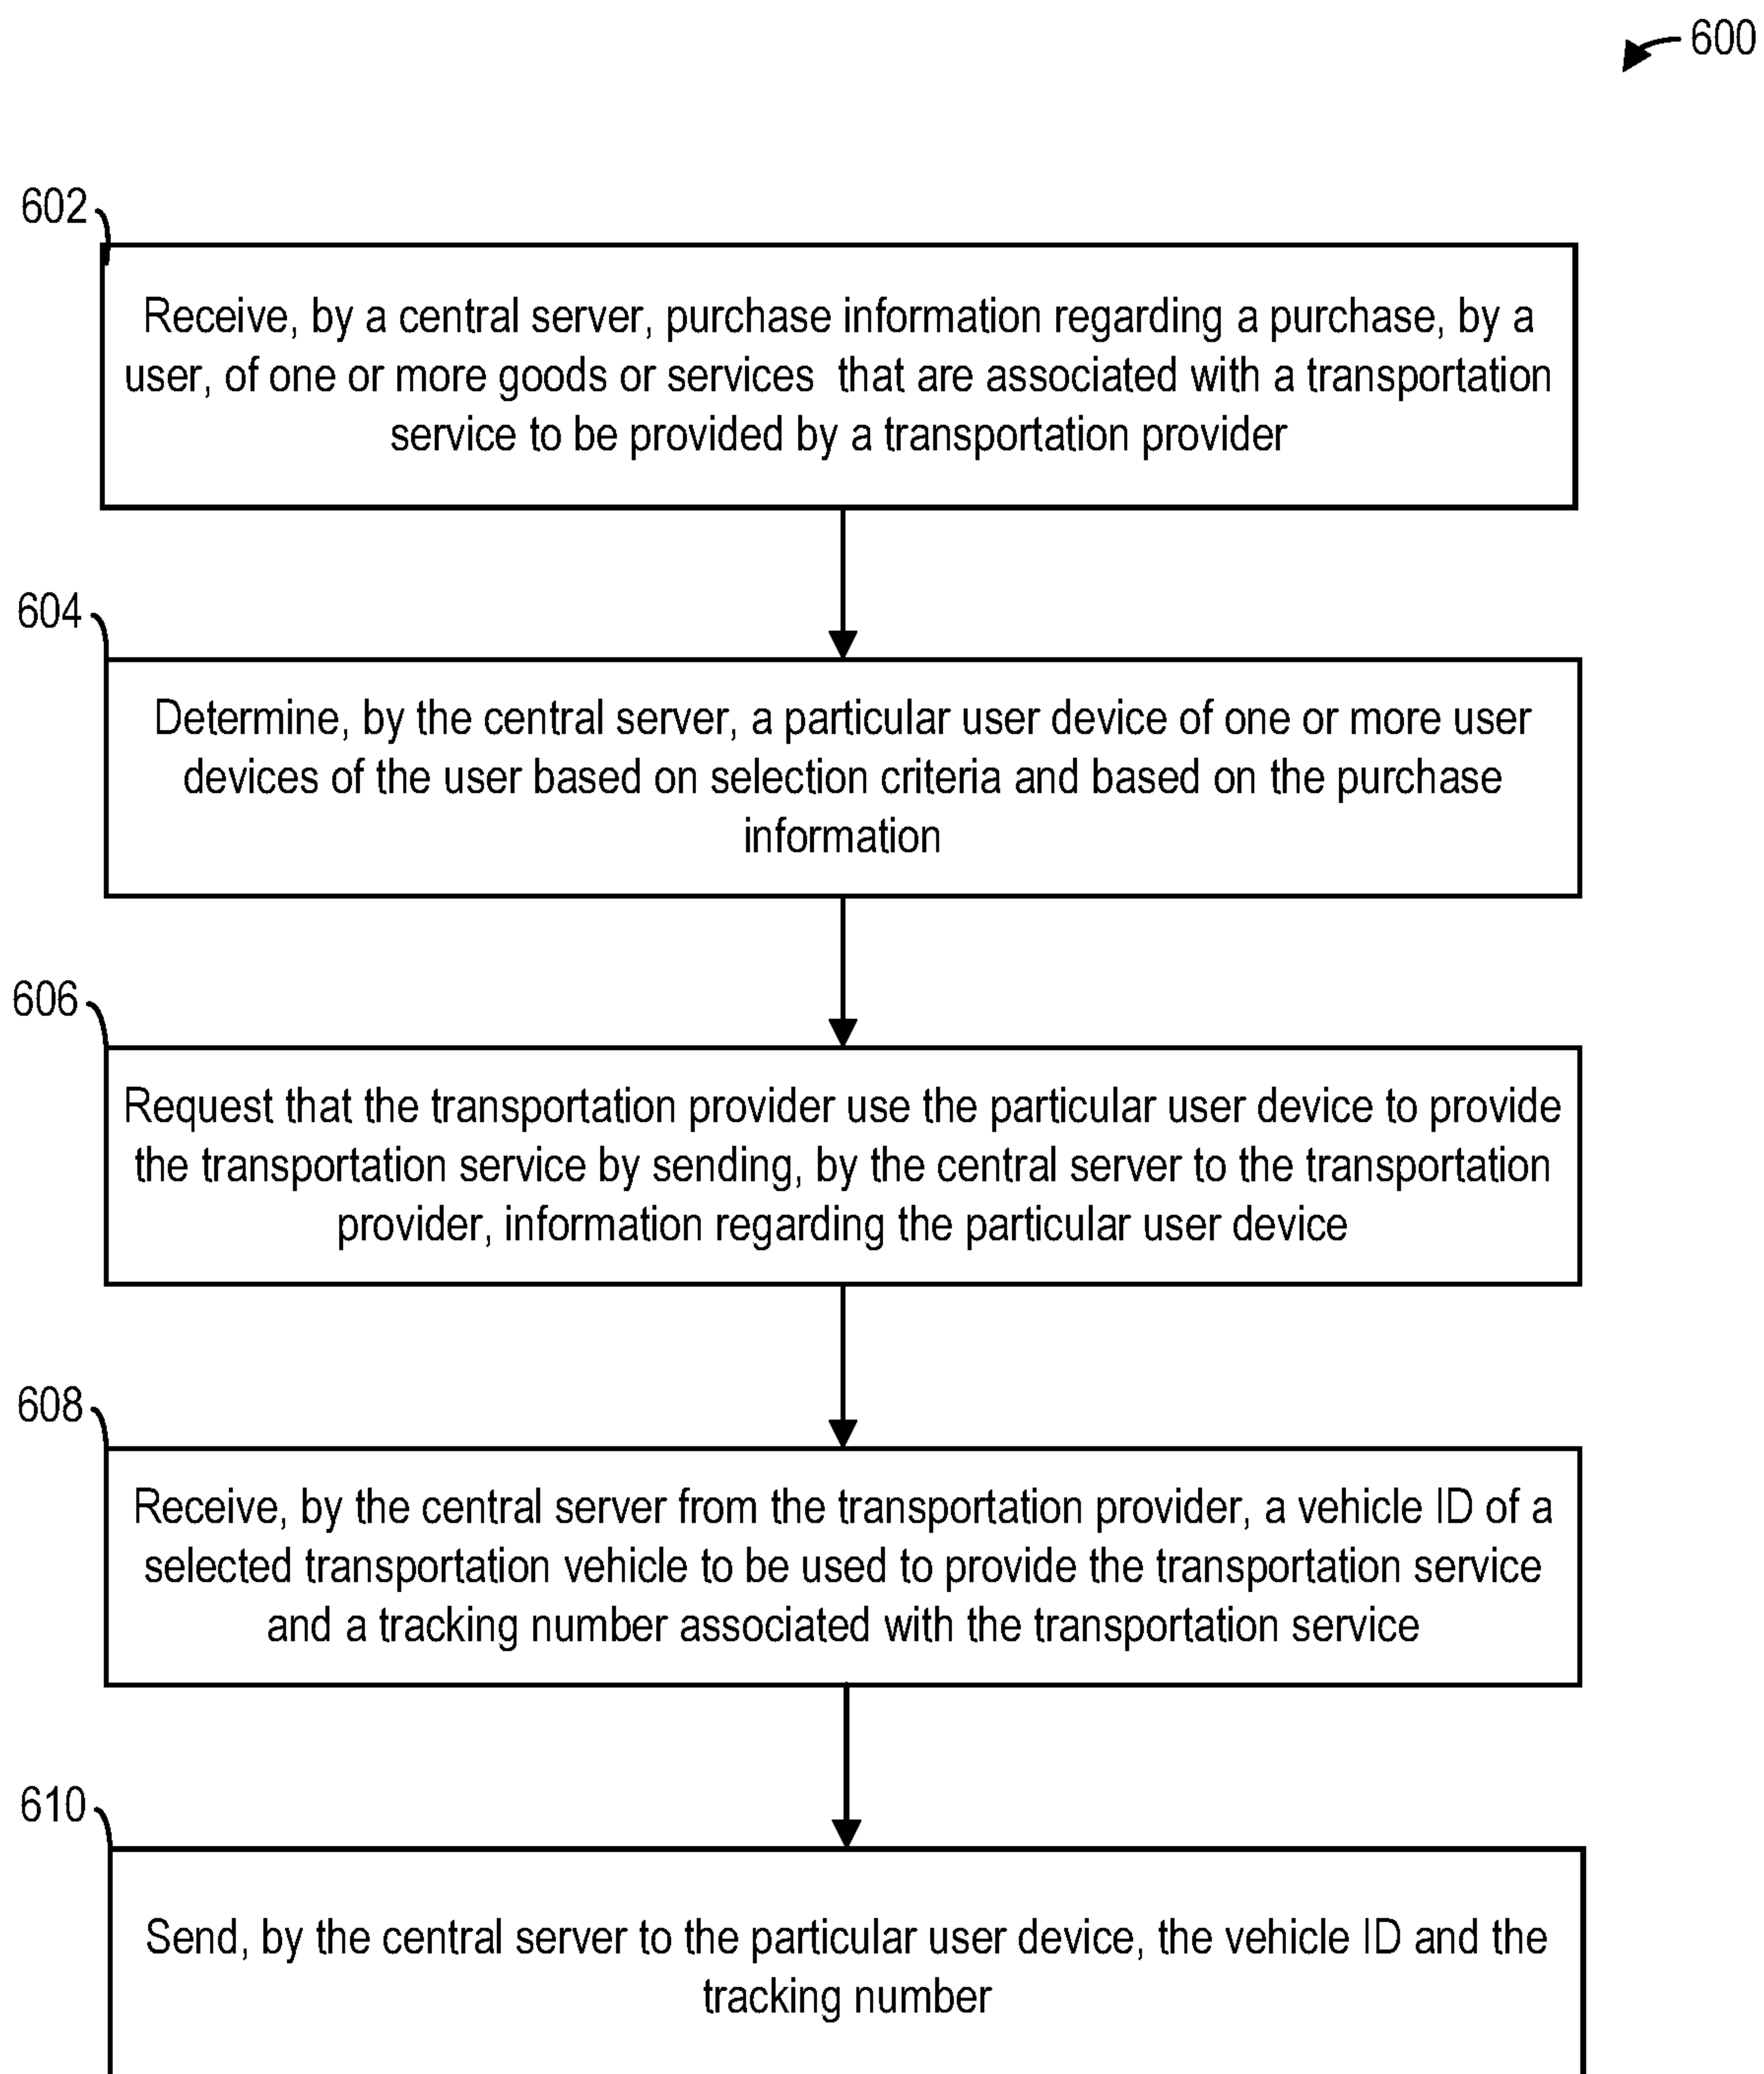 600
602
Receive, by a central server, purchase information regarding a purchase, by a
user, of one or more goods or services  that are associated with a transportation
service to be provided by a transportation provider
604
Determine, by the central server, a particular user device of one or more user
devices of the user based on selection criteria and based on the purchase
information
606
Request that the transportation provider use the particular user device to provide
the transportation service by sending, by the central server to the transportation
provider, information regarding the particular user device
608
Receive, by the central server from the transportation provider, a vehicle ID of a
selected transportation vehicle to be used to provide the transportation service
and a tracking number associated with the transportation service
610
Send, by the central server to the particular user device, the vehicle ID and the
tracking number